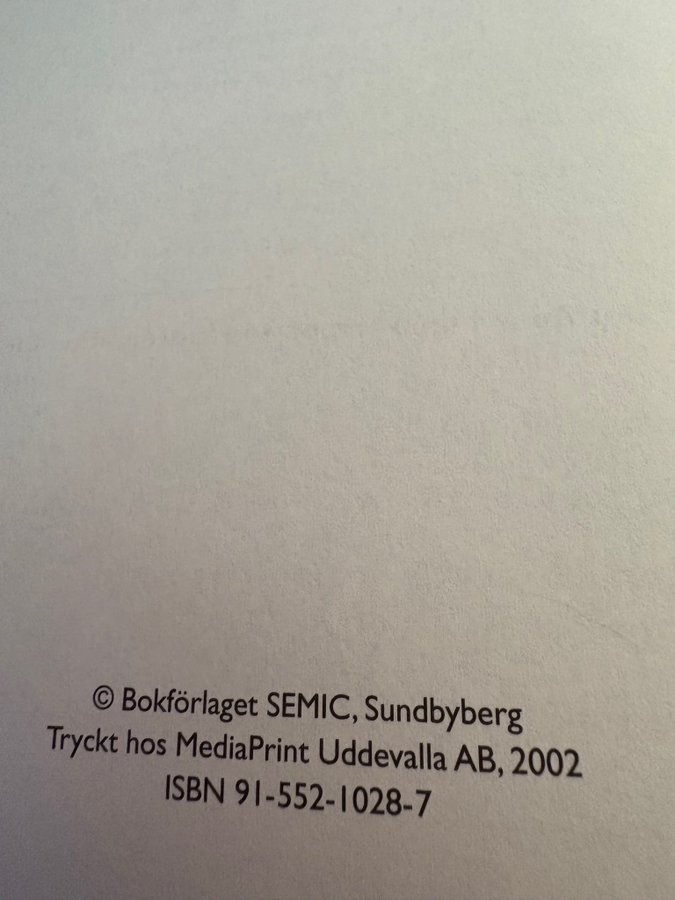 © Bokförlaget SEMIC, Sundbyberg
Tryckt hos MediaPrint Uddevalla AB, 2002
ISBN 91-552-1028-7